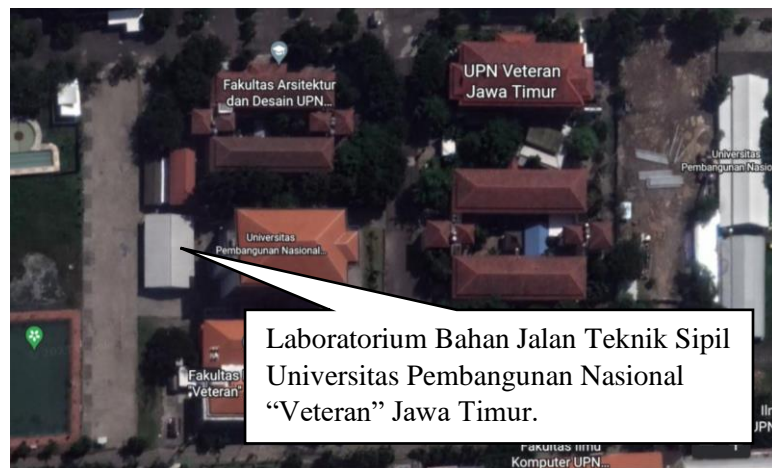 Fakultas Arsitektur
dan Desain UPN...
UPN Veteran
Jawa Timur
Universitas
Pembangunan Nasio
Universitas
Pembangunan Nasional...
Laboratorium Bahan Jalan Teknik Sipil
Universitas Pembangunan Nasional
“Veteran” Jawa Timur.
Fakultas
"Veteran"
UPN
Fakultas Ilmu
Komputer UPN...